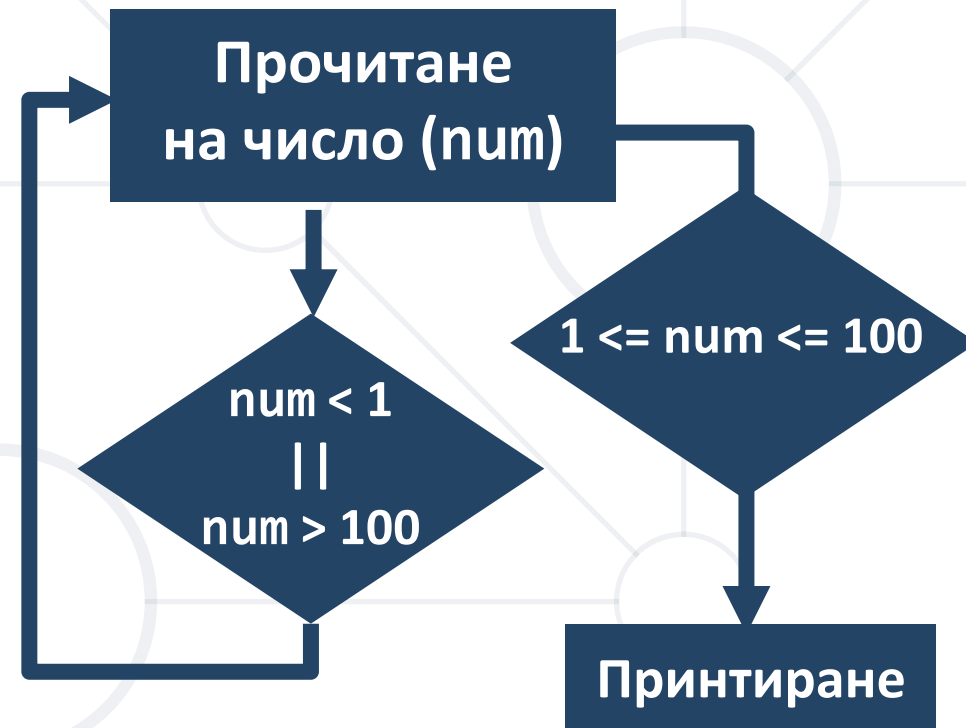 Прочитане
на число (num)
1 <= num <= 100
num < 1
||
num > 100
Принтиране